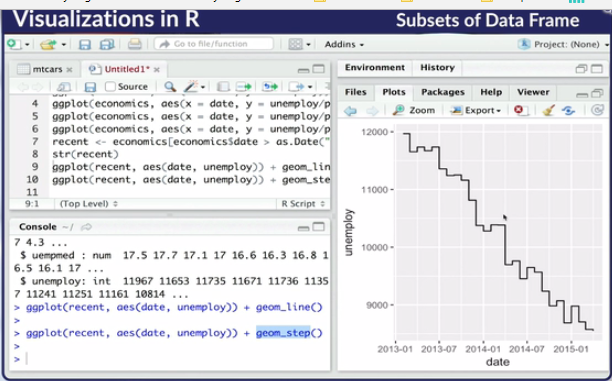 Visualizations in R
Subsets of Data Frame
Go to file/function
Addins
Project: (None)
mtcars
Untitled1*
Source
4 ggplot(economics, aes(x = date, y = unemploy/p
5 ggplot(economics, aes(x = date, y = unemploy/p
6 ggplot(economics, aes(x = date, y = unemploy/p
7 recent <- economics[economics$date > as.Date("
8 str(recent)
9 ggplot(recent, aes(date, unemploy)) + geom_lin
10 ggplot(recent, aes(date, unemploy)) + geom_ste
11
9:1 (Top Level) R Script
Console ~/
7 4.3 ...
$ uempmed : num 17.5 17.7 17.1 17 16.6 16.3 16.8 1
6.5 16.1 17 ...
$ unemploy: int 11967 11653 11735 11671 11736 1135
7 11241 11251 11161 10814 ...
> ggplot(recent, aes(date, unemploy)) + geom_line()
>
> ggplot(recent, aes(date, unemploy)) + geom_step()
>
>
Environment History
Files Plots Packages Help Viewer
Zoom Export
12000
11000
10000
9000
unemploy
2013-01 2013-07 2014-01 2014-07 2015-01
date